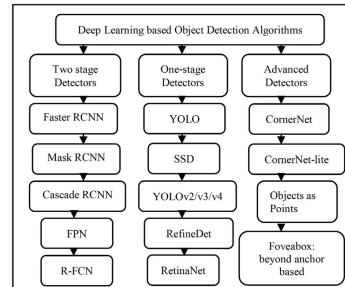 Deep Learning based Object Detection Algorithms
Two stage
Detectors
Faster RCNN
Mask RCNN
Cascade RCNN
FPN
R-FCN
One-stage
Detectors
YOLO
SSD
YOLOv2/v3/v4
RefineDet
RetinaNet
Advanced
Detectors
CornerNet
CornerNet-lite
Objects as
Points
Foveabox:
beyond anchor
based